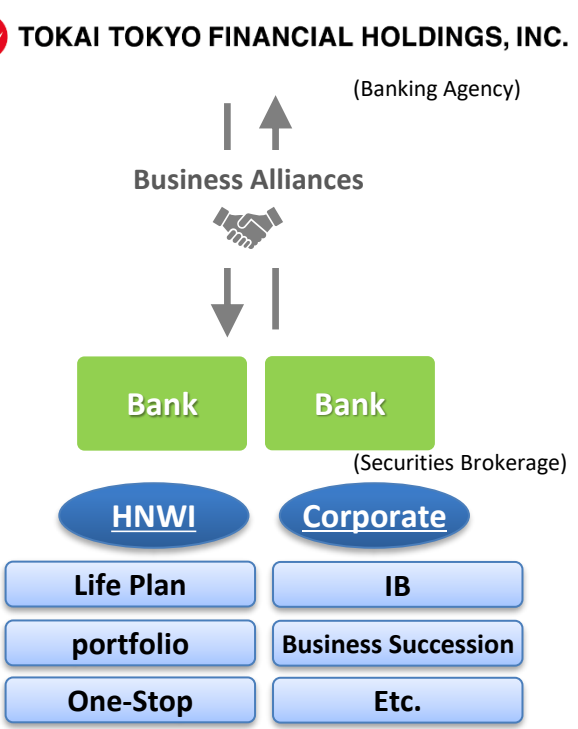 TOKAI TOKYO FINANCIAL HOLDINGS, INC.
(Banking Agency)
Business Alliances
Bank
Bank
(Securities Brokerage)
HNWI
Corporate
Life Plan
IB
portfolio
Business Succession
One-Stop
Etc.